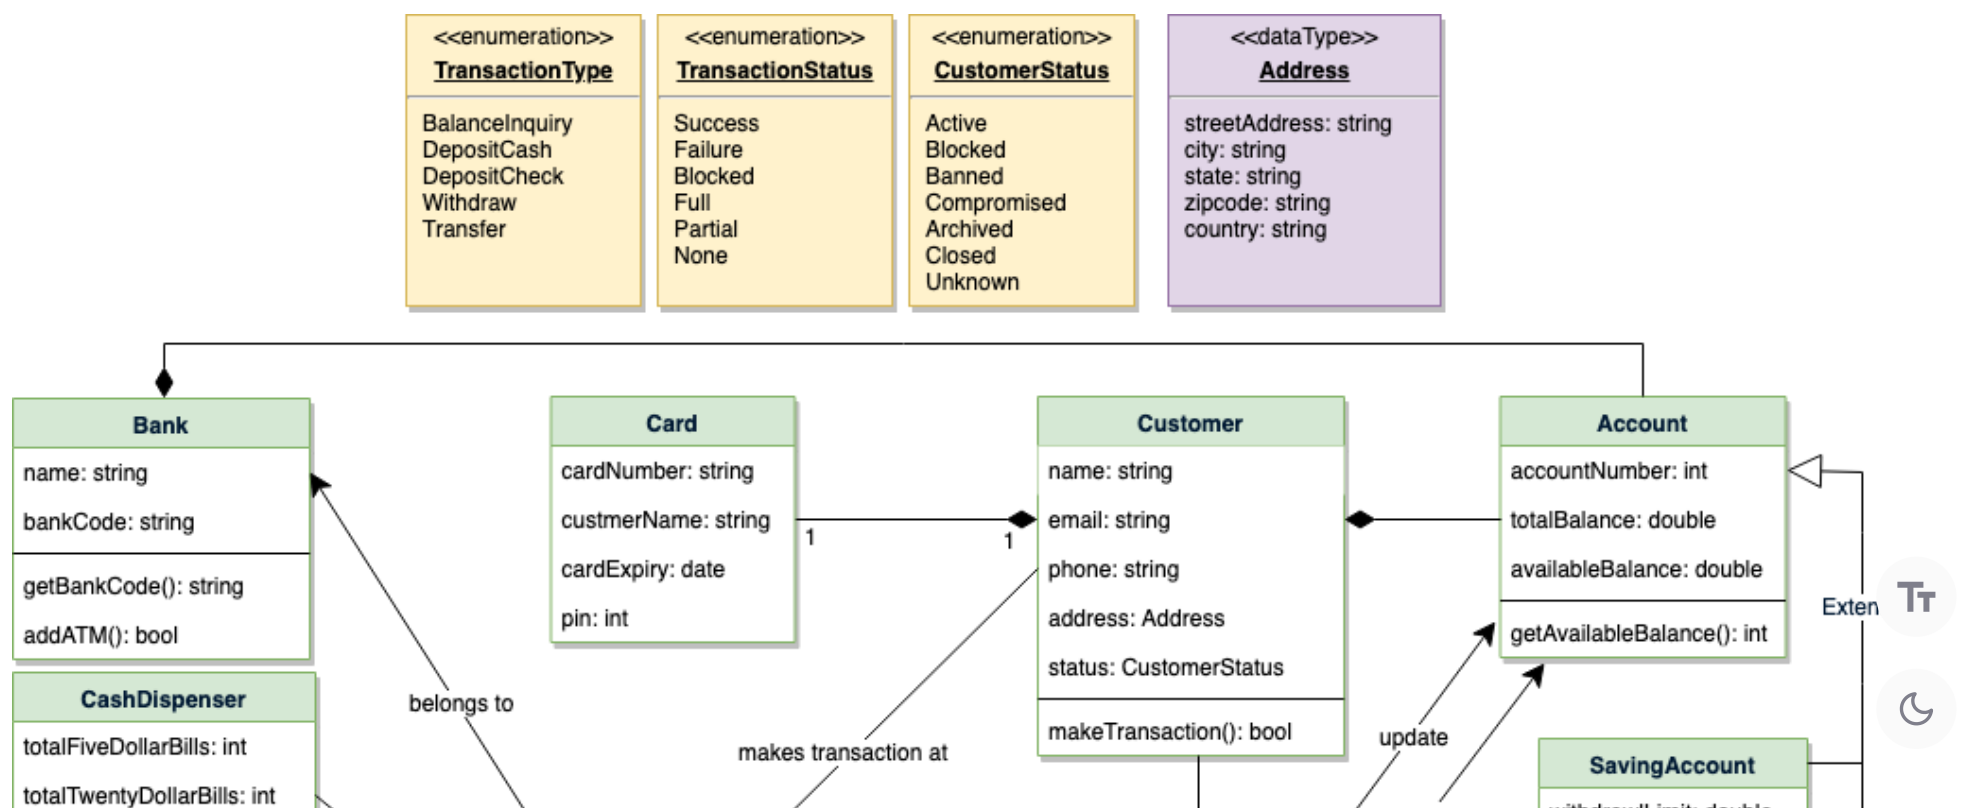 <<enumeration>>
TransactionType
BalanceInquiry
DepositCash
DepositCheck
Withdraw
Transfer
<<enumeration>>
TransactionStatus
Success
Failure
Blocked
Full
Partial
None
<<enumeration>>
CustomerStatus
Active
Blocked
Banned
Compromised
Archived
Closed
Unknown
<<dataType>>
Address
streetAddress: string
city: string
state: string
zipcode: string
country: string
Bank
name: string
bankCode: string
getBankCode(): string
addATM(): bool
Card
cardNumber: string
custmerName: string
cardExpiry: date
pin: int
1
1
Customer
name: string
email: string
phone: string
address: Address
status: CustomerStatus
makeTransaction(): bool
Account
accountNumber: int
totalBalance: double
availableBalance: double
getAvailableBalance(): int
Exten
TT
CashDispenser
totalFiveDollarBills: int
totalTwentyDollarBills: int
belongs to
makes transaction at
update
SavingAccount